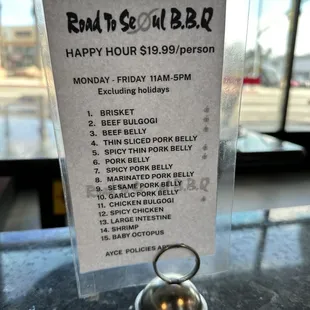 Road To Seoul B.B.Q
HAPPY HOUR $19.99/person
MONDAY - FRIDAY 11AM-5PM
Excluding holidays
1. BRISKET
2. BEEF BULGOGI
3. BEEF BELLY
4. THIN SLICED PORK BELLY
5. SPICY THIN PORK BELLY
6. PORK BELLY
7. SPICY PORK BELLY
8. MARINATED PORK BELLY
9. SESAME PORK BELLY
10. GARLIC PORK BELLY
11. CHICKEN BULGOGI
12. SPICY CHICKEN
13. LARGE INTESTINE
14. SHRIMP
15. BABY OCTOPUS
AYCE POLICIES